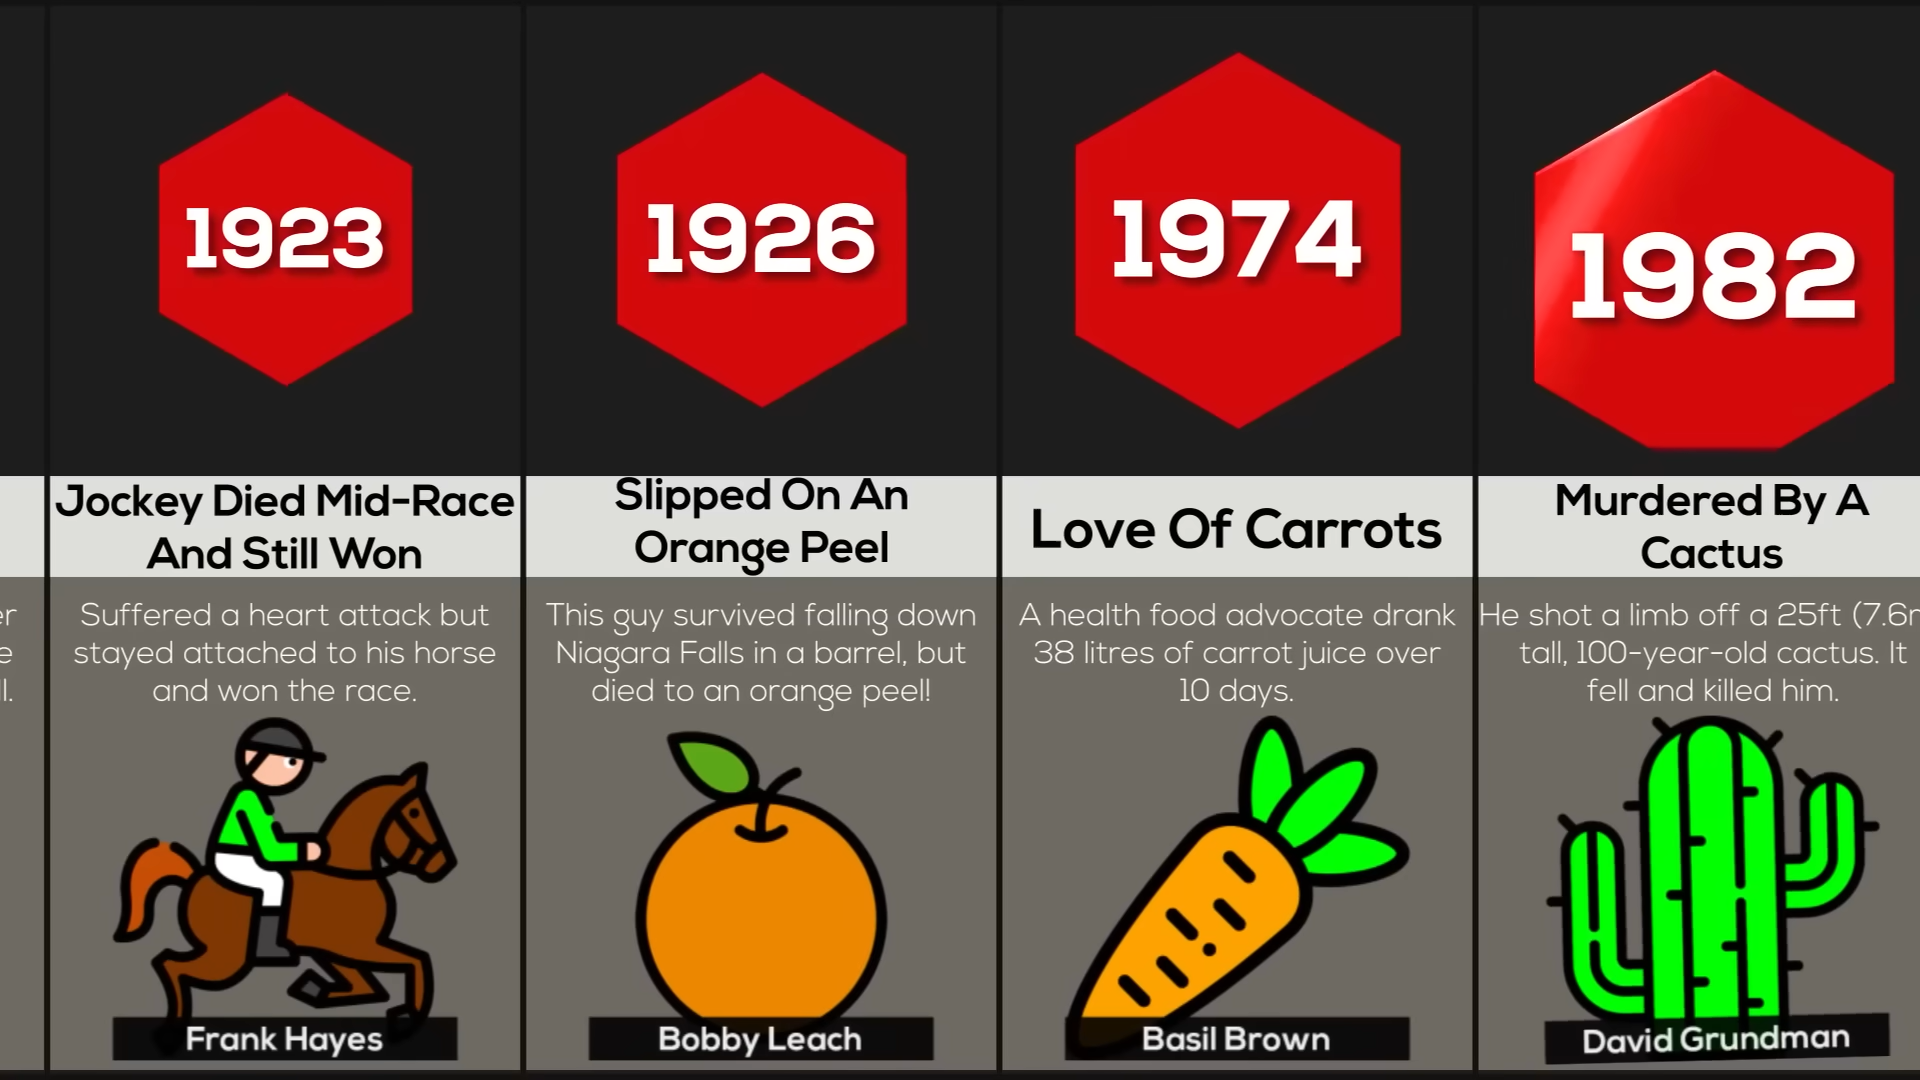 er
e
l.
1923
Jockey Died Mid-Race
And Still Won
Suffered a heart attack but
stayed attached to his horse
and won the race.
Frank Hayes
1926
Slipped On An
Orange Peel
This guy survived falling down
Niagara Falls in a barrel, but
died to an orange peel!
Bobby Leach
1974
Love Of Carrots
A health food advocate drank
38 litres of carrot juice over
10 days.
Basil Brown
1982
Murdered By A
Cactus
He shot a limb off a 25ft (7.6m
tall, 100-year-old cactus. It
fell and killed him.
David Grundman